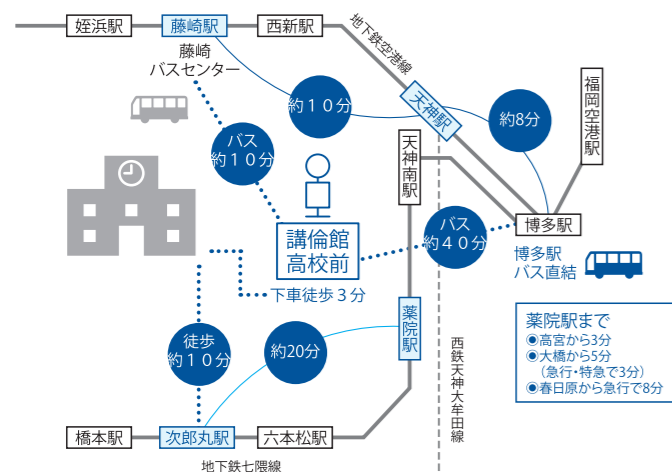 姪浜駅
藤崎駅
西新駅
地下鉄空港線
藤崎
バスセンター
約10分
天神駅
約8分
福岡空港駅
バス
約10分
天神南駅
講倫館
高校前
バス
約40分
博多駅
博多駅
バス直結
下車徒歩3分
薬院駅
薬院駅まで
◉高宮から3分
◉大橋から5分
（急行・特急で3分）
◉春日原から急行で8分
徒歩
約10分
約20分
西鉄天神大牟田線
橋本駅
次郎丸駅
六本松駅
地下鉄七隈線